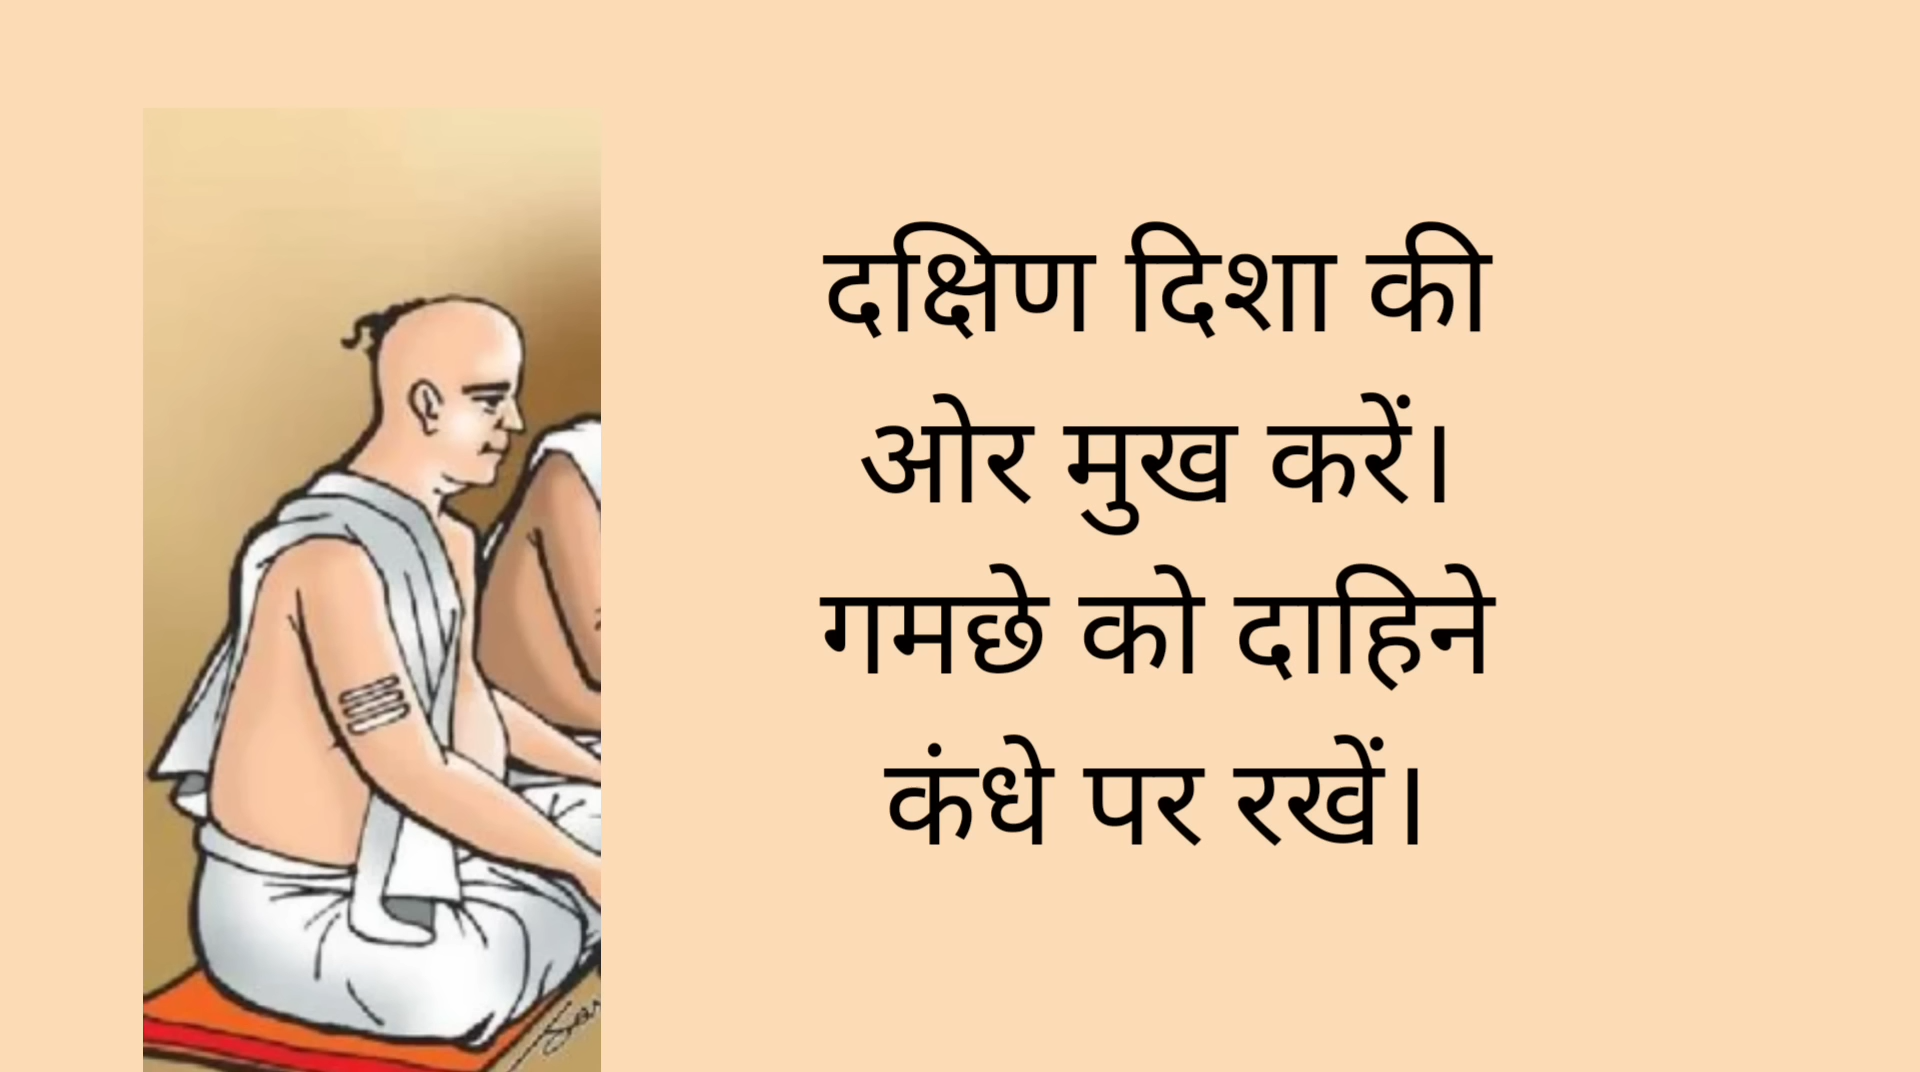 दक्षिण दिशा की
ओर मुख करें।
गमछे को दाहिने
कंधे पर रखें।